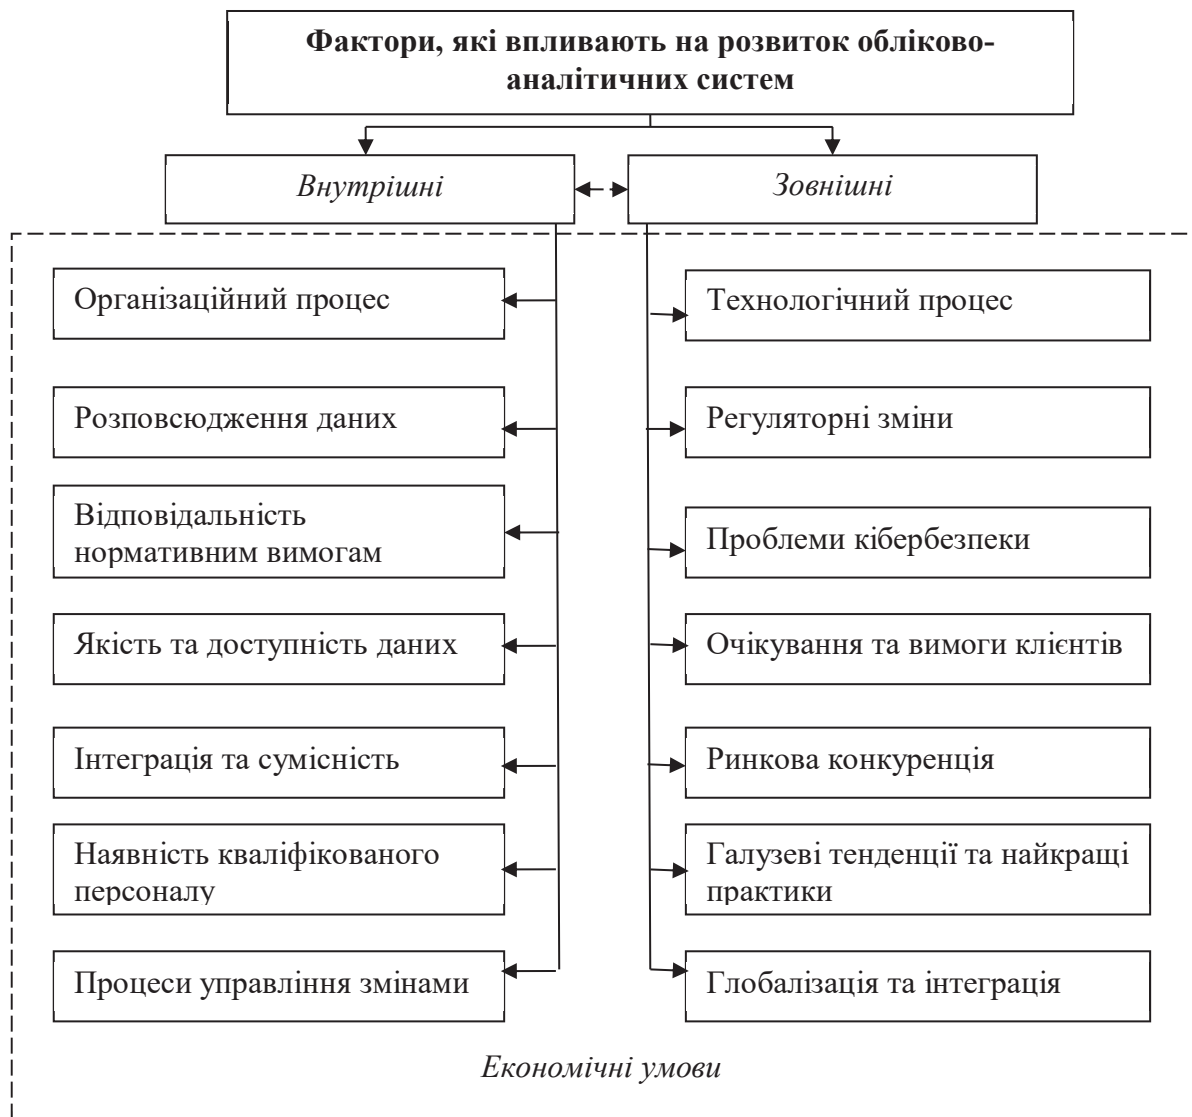 Фактори, які впливають на розвиток обліково-
аналітичних систем
Внутрішні
Зовнішні
Організаційний процес
Розповсюдження даних
Відповідальність
нормативним вимогам
Якість та доступність даних
Інтеграція та сумісність
Наявність кваліфікованого
персоналу
Процеси управління змінами
Технологічний процес
Регуляторні зміни
Проблеми кібербезпеки
Очікування та вимоги клієнтів
Ринкова конкуренція
Галузеві тенденції та найкращі
практики
Глобалізація та інтеграція
Економічні умови